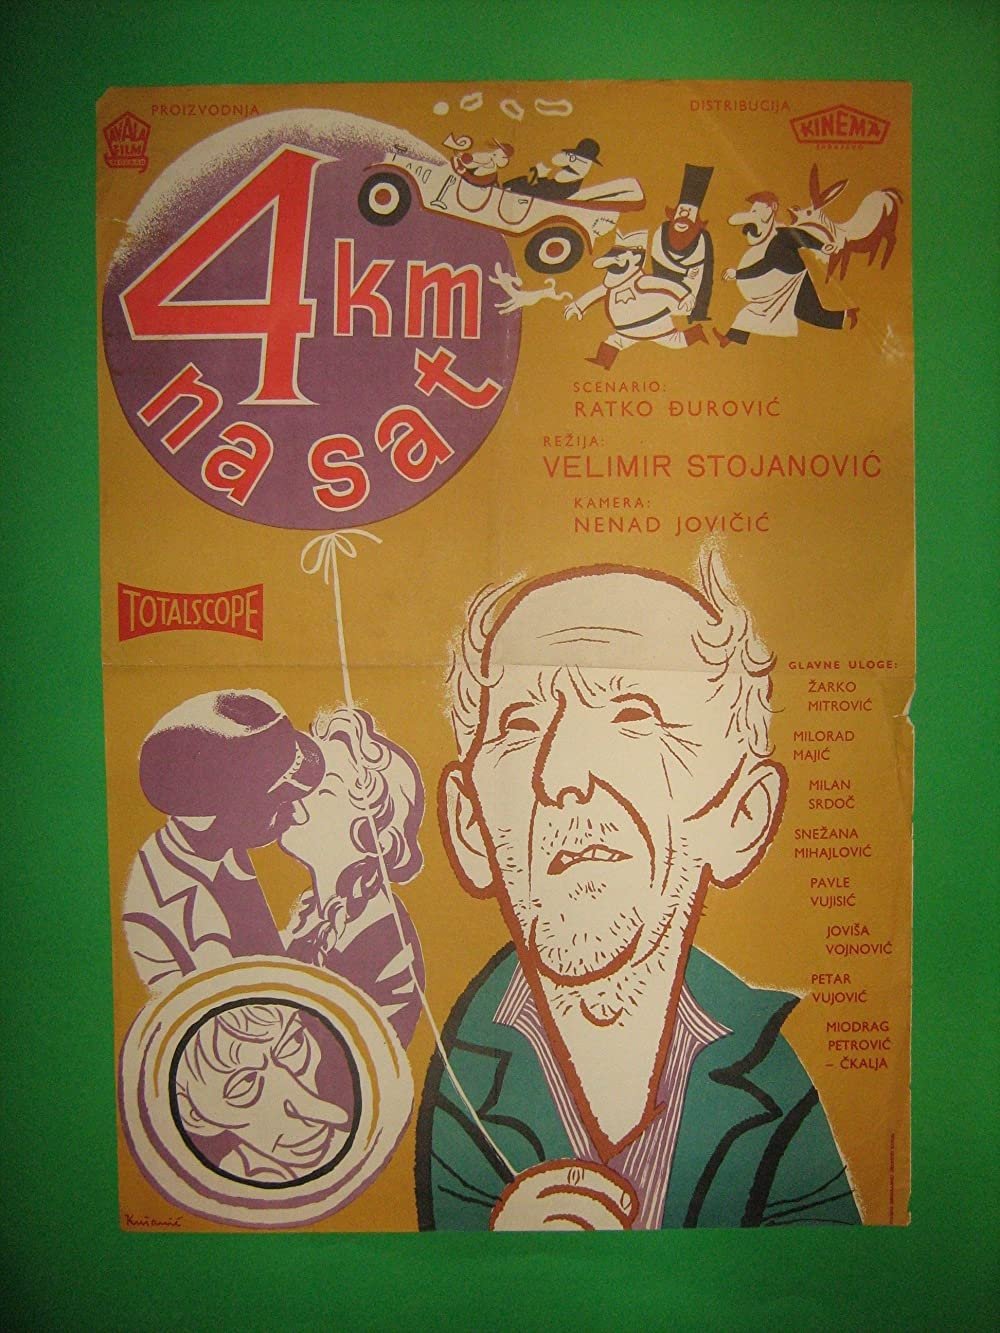 PROIZVODNJA
AVALA
FILM
BEOGRAD
DISTRIBUCIJA
KINEMA
SARAJEVO
4 km
na sat
SCENARIO:
RATKO ĐUROVIĆ
REŽIJA:
VELIMIR STOJANOVIĆ
KAMERA:
NENAD JOVIČIĆ
TOTALSCOPE
GLAVNE ULOGE:
ŽARKO
MITROVIĆ
MILORAD
MAJIĆ
MILAN
SRDOČ
SNEŽANA
MIHAJLOVIĆ
PAVLE
VUJISIĆ
JOVIŠA
VOJNOVIĆ
PETAR
VUJOVIĆ
MIODRAG
PETROVIĆ
– ČKALJA